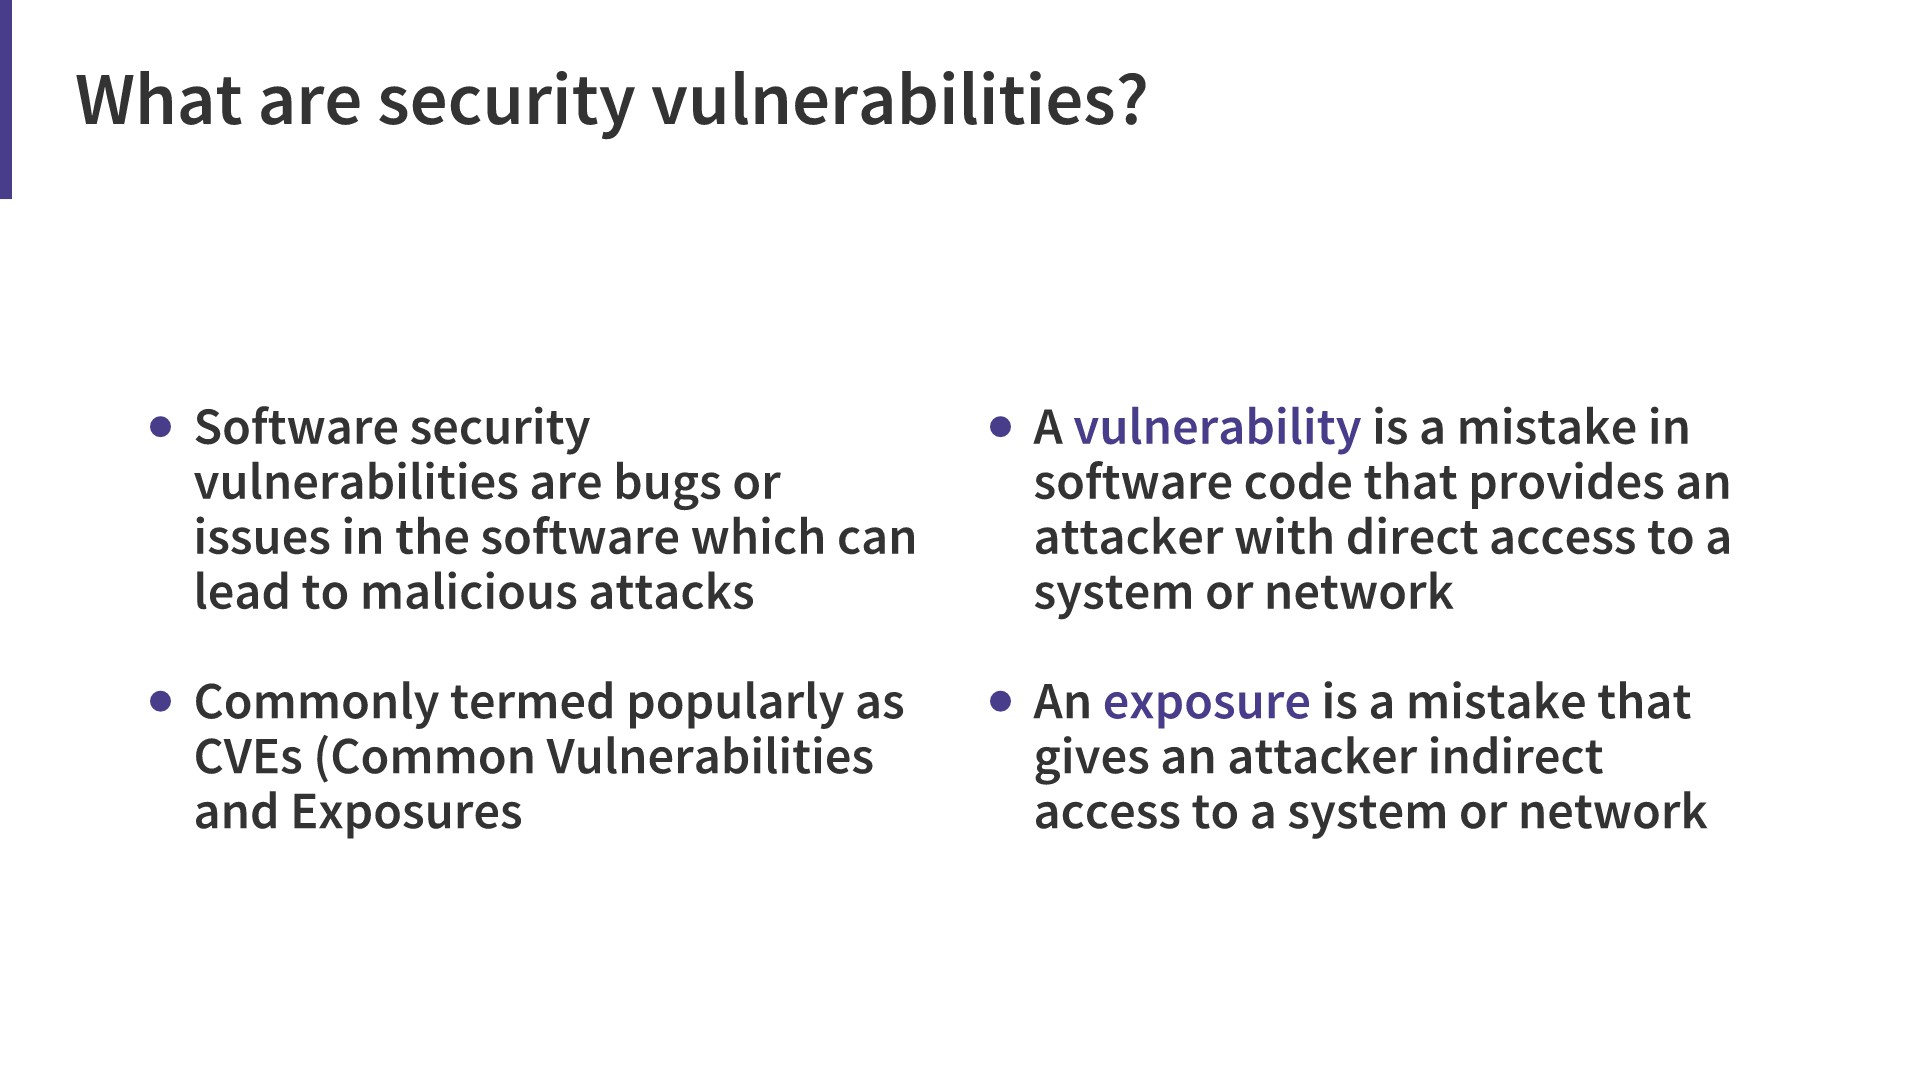 What are security vulnerabilities?
Software security
vulnerabilities are bugs or
issues in the software which can
lead to malicious attacks
Commonly termed popularly as
CVEs (Common Vulnerabilities
and Exposures
A vulnerability is a mistake in
software code that provides an
attacker with direct access to a
system or network
An exposure is a mistake that
gives an attacker indirect
access to a system or network